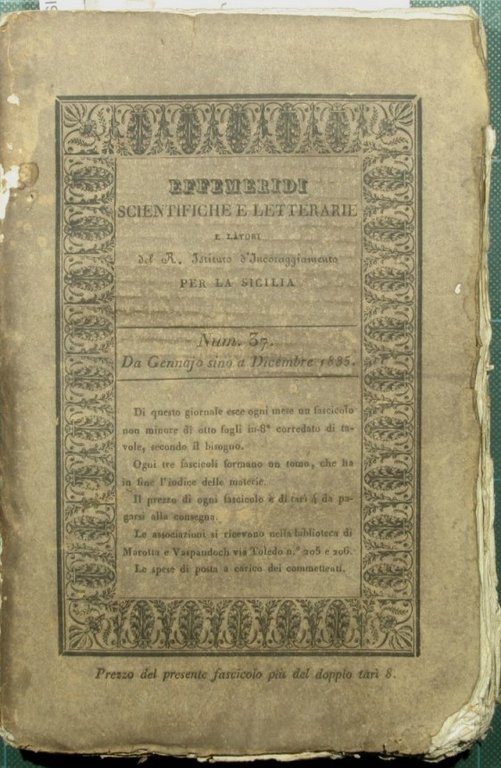 EFFEMERIDI
SCIENTIFICHE E LETTERARIE
E LAVORI
del R. Istituto d'Incoraggiamento
PER LA SICILIA
Num. 37.
Da Gennajo sino a Dicembre 1835.
Di questo giornale esce ogni mese un fascicolo
non minore di otto fogli in-8° corredato di ta-
vole, secondo il bisogno.
Ogni tre fascicoli formano un tomo, che ha
in fine l'indice delle materie.
Il prezzo di ogni fascicolo è di tarì 4 da pa-
garsi alla consegna.
Le associazioni si ricevono nella biblioteca di
Marotta e Vaspandoch via Toledo n.° 205 e 206.
Le spese di posta a carico dei committenti.
Prezzo del presente fascicolo più del doppio tarì 8.